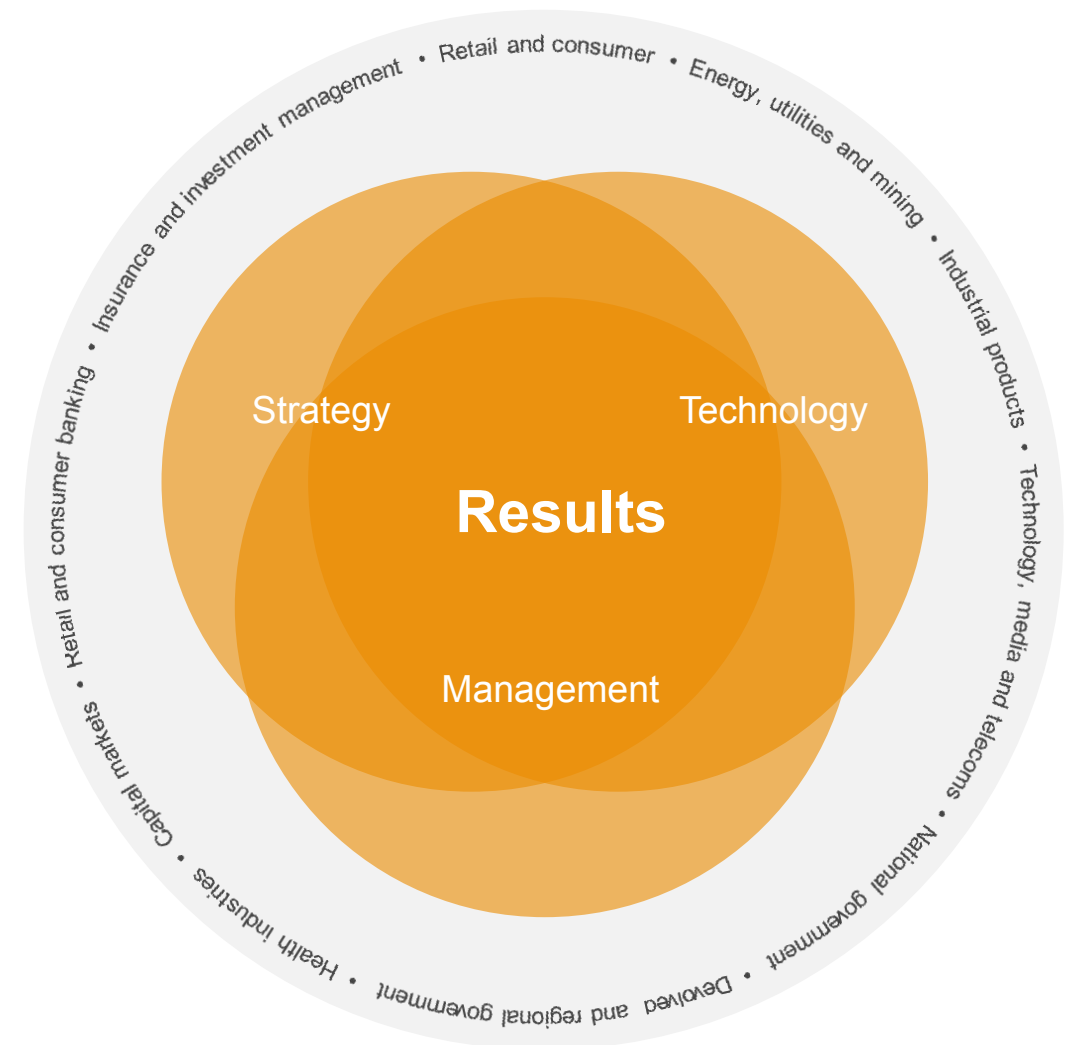 Retail and consumer • Energy, utilities and mining • Industrial products • Technology, media and telecoms • National government • Devolved and regional government • Health industries • Capital markets • Retail and consumer banking • Insurance and investment management •
Strategy
Technology
Results
Management